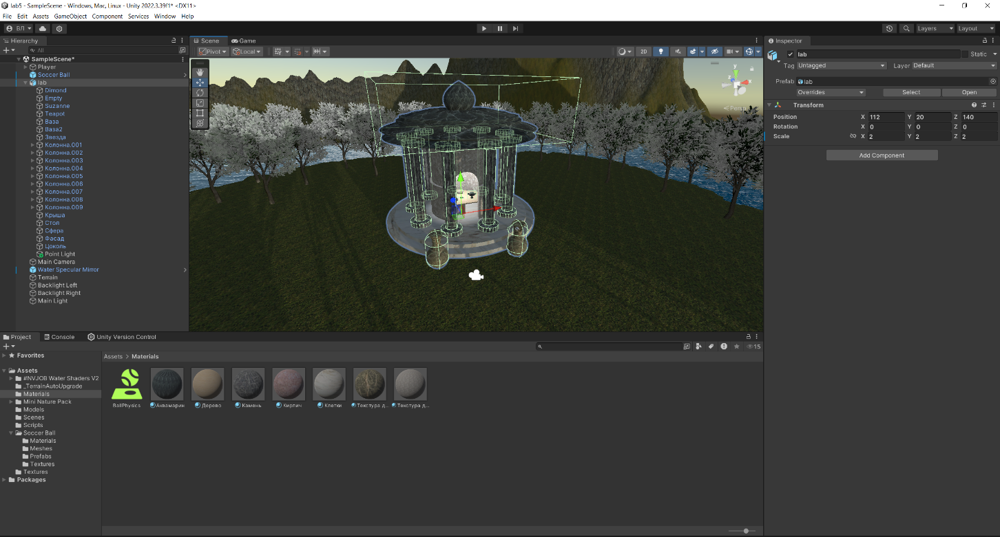 lab5 - SampleScene - Windows, Mac, Linux - Unity 2022.3.39f1* <DX11>
File Edit Assets GameObject Component Services Window Help
ВЛ Layers Layout
Hierarchy
All
SampleScene*
Player
Soccer Ball
lab
Dimond
Empty
Suzanne
Teapot
Ваза
Ваза2
Звезда
Колонна.001
Колонна.002
Колонна.003
Колонна.004
Колонна.005
Колонна.006
Колонна.007
Колонна.008
Колонна.009
Крыша
Стол
Сфера
Фасад
Цоколь
Point Light
Main Camera
Water Specular Mirror
Terrain
Backlight Left
Backlight Right
Main Light
Scene Game
Pivot Local 2D
y
x
z
Persp
Inspector
lab Static
Tag Untagged Layer Default
Prefab lab
Overrides Select Open
Transform
Position X 112 Y 20 Z 140
Rotation X 0 Y 0 Z 0
Scale X 2 Y 2 Z 2
Add Component
Project Console Unity Version Control
15
Favorites
Assets
#NVJOB Water Shaders V2
_TerrainAutoUpgrade
Materials
Mini Nature Pack
Models
Scenes
Scripts
Soccer Ball
Materials
Meshes
Prefabs
Textures
Textures
Packages
Assets > Materials
BalPhysics Аквамарин Дерево Камень Кирпич Клетки Текстура д... Текстура д...